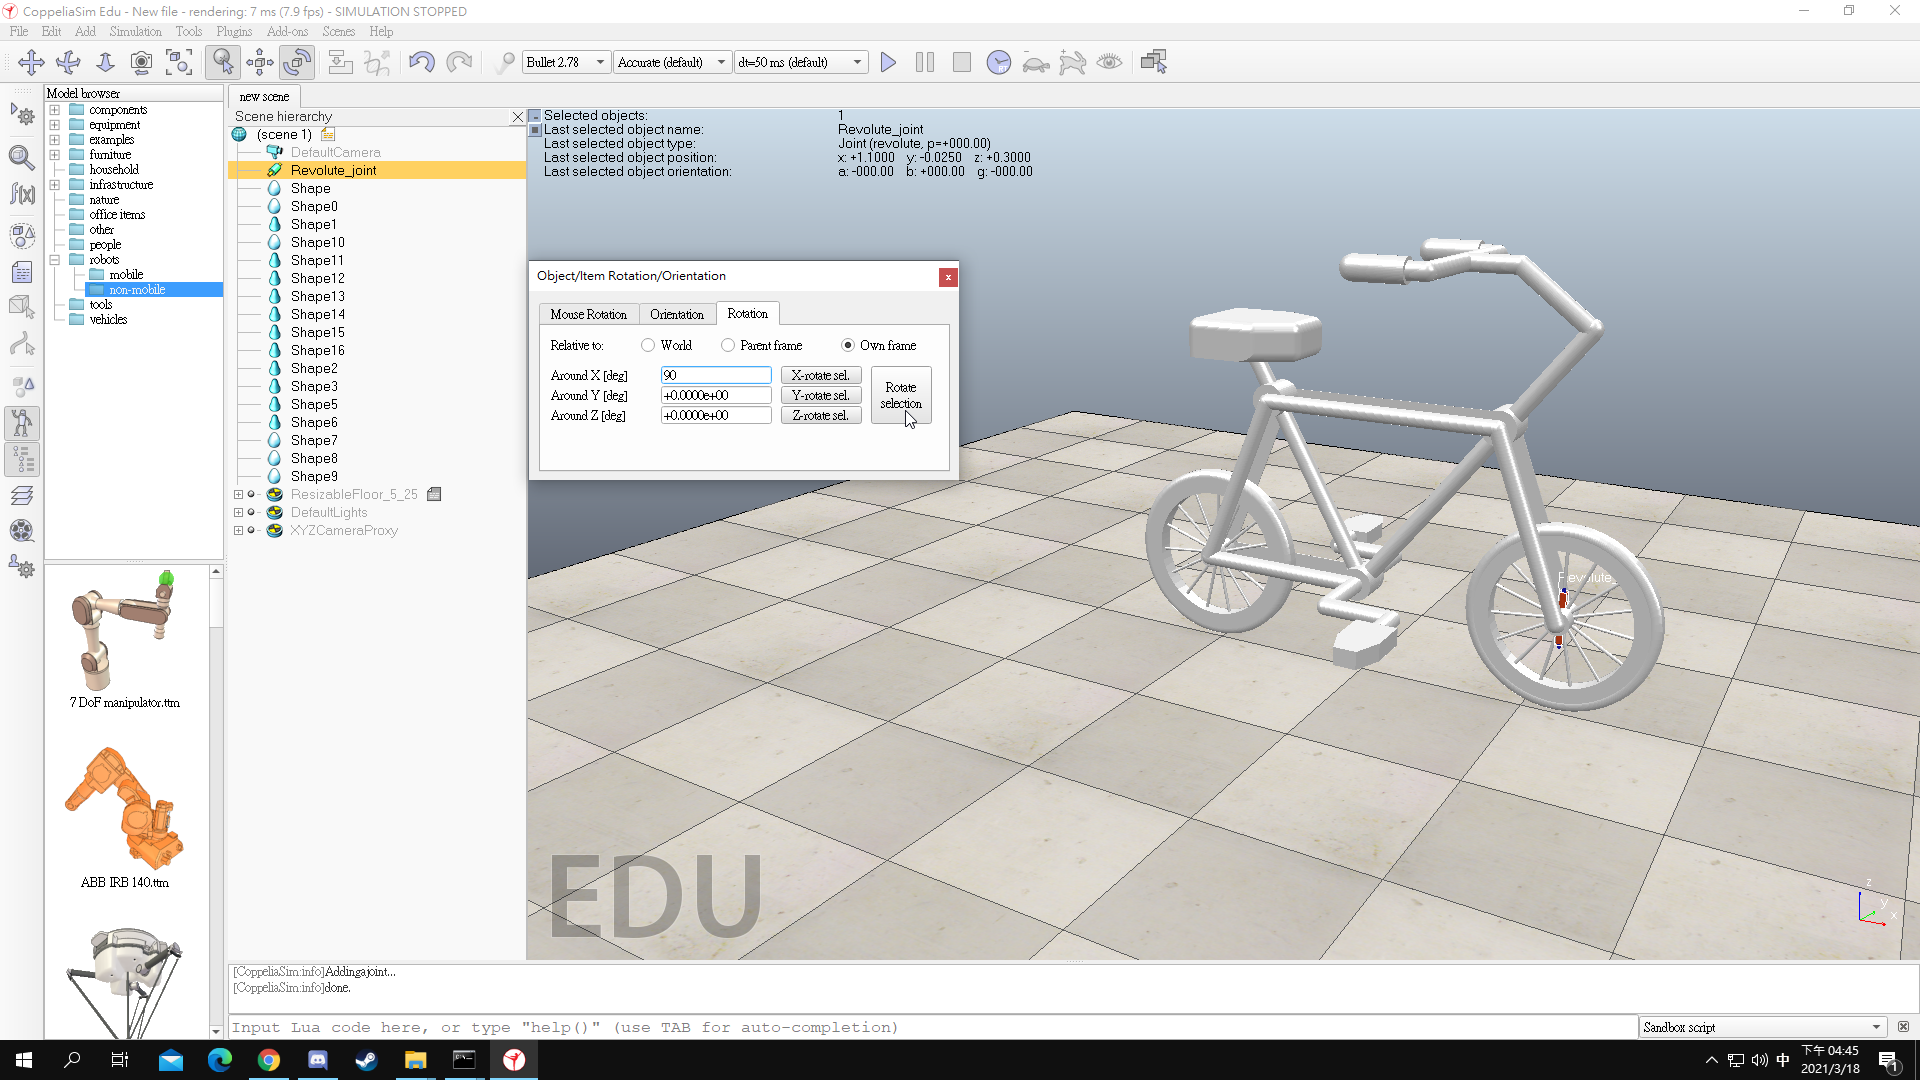 CoppeliaSim Edu - New file - rendering: 7 ms (7.9 fps) - SIMULATION STOPPED
File Edit Add Simulation Tools Plugins Add-ons Scenes Help
Bullet 2.78 Accurate (default) dt=50 ms (default)
Model browser
components
equipment
examples
furniture
household
infrastructure
nature
office items
other
people
robots
mobile
non-mobile
tools
vehicles
7 DoF manipulator.ttm
ABB IRB 140.ttm
new scene
Scene hierarchy
(scene 1)
DefaultCamera
Revolute_joint
Shape
Shape0
Shape1
Shape10
Shape11
Shape12
Shape13
Shape14
Shape15
Shape16
Shape2
Shape3
Shape5
Shape6
Shape7
Shape8
Shape9
ResizableFloor_5_25
DefaultLights
XYZCameraProxy
Selected objects: 1
Last selected object name: Revolute_joint
Last selected object type: Joint (revolute, p=+000.00)
Last selected object position: x: +1.1000 y: -0.0250 z: +0.3000
Last selected object orientation: a: -000.00 b: +000.00 g: -000.00
Object/Item Rotation/Orientation
Mouse Rotation Orientation Rotation
Relative to: World Parent frame Own frame
Around X [deg] 90 X-rotate sel.
Around Y [deg] +0.0000e+00 Y-rotate sel.
Around Z [deg] +0.0000e+00 Z-rotate sel.
Rotate
selection
EDU
z
y
x
[CoppeliaSim:info]Addingajoint...
[CoppeliaSim:info]done.
Input Lua code here, or type "help()" (use TAB for auto-completion)
Sandbox script
中
下午 04:45
2021/3/18
1